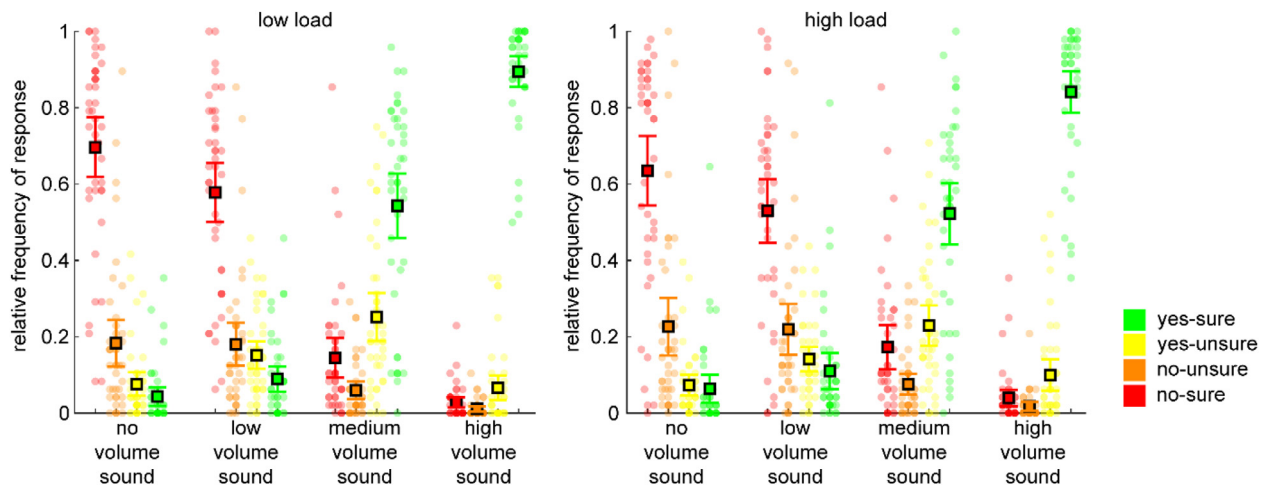 low load
relative frequency of response
1
0.8
0.6
0.4
0.2
0
no
volume
sound
low
volume
sound
medium
volume
sound
high
volume
sound
high load
relative frequency of response
1
0.8
0.6
0.4
0.2
0
no
volume
sound
low
volume
sound
medium
volume
sound
high
volume
sound
yes-sure
yes-unsure
no-unsure
no-sure